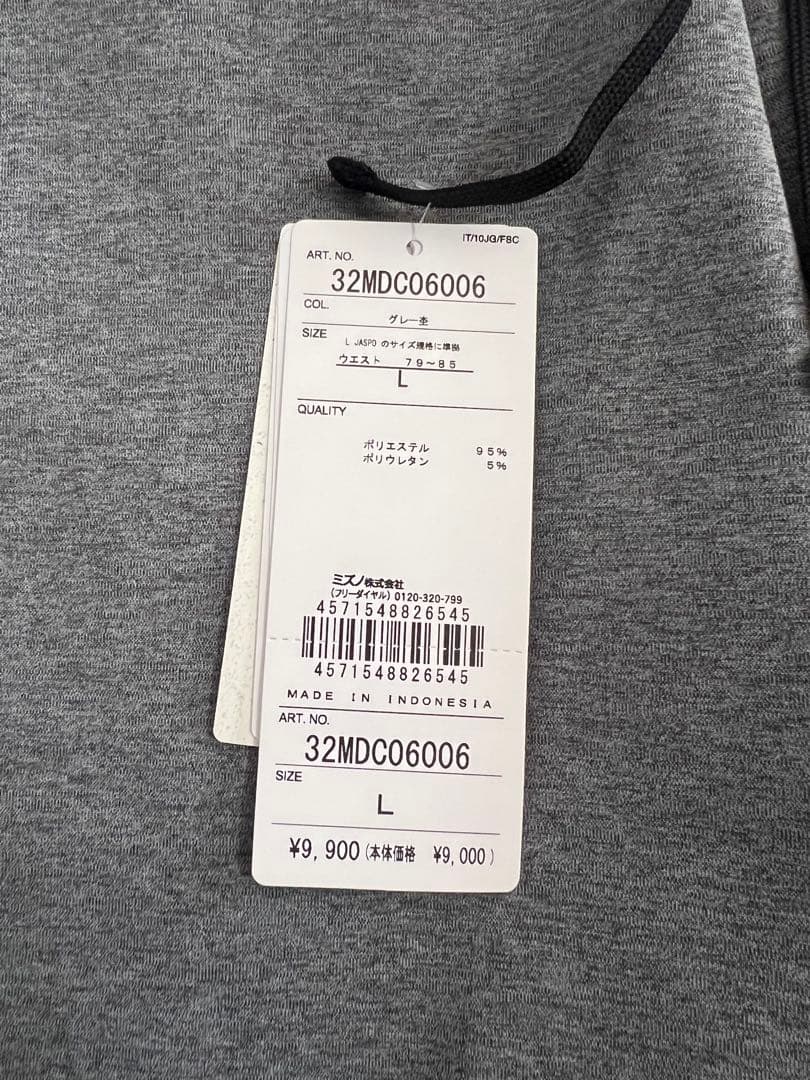 IT/10JG/FSC
ART. NO.
32MDC06006
COL.
グレー杢
SIZE
L JASPO のサイズ規格に準拠
ウエスト 79~85
L
QUALITY
ポリエステル 95%
ポリウレタン 5%
ミズノ株式会社
(フリーダイヤル) 0120-320-799
4571548826545
4571548826545
MADE IN INDONESIA
ART. NO.
32MDC06006
SIZE
L
¥9,900(本体価格 ¥9,000)